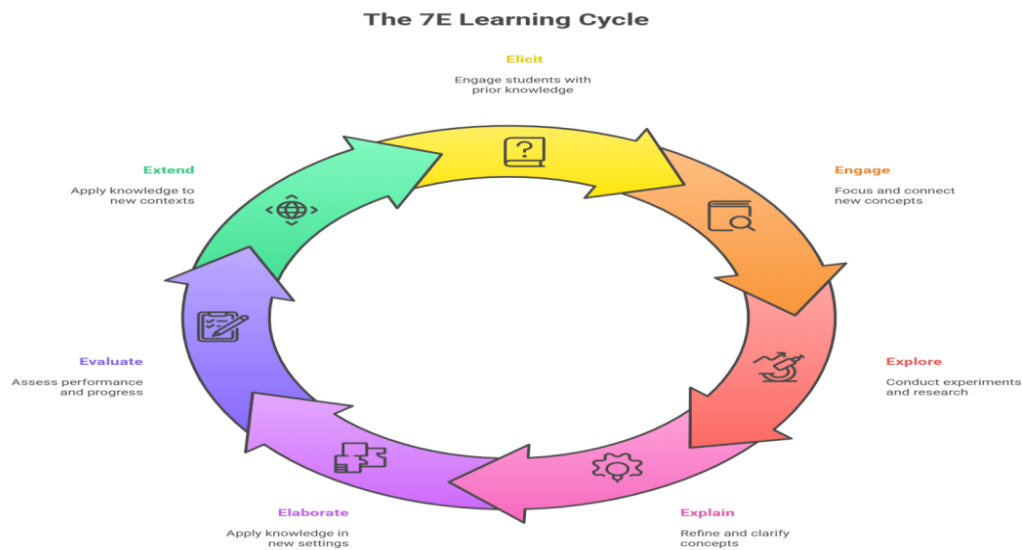 The 7E Learning Cycle
Elicit
Engage students with
prior knowledge
Engage
Focus and connect
new concepts
Explore
Conduct experiments
and research
Explain
Refine and clarify
concepts
Elaborate
Apply knowledge in
new settings
Evaluate
Assess performance
and progress
Extend
Apply knowledge to
new contexts
?